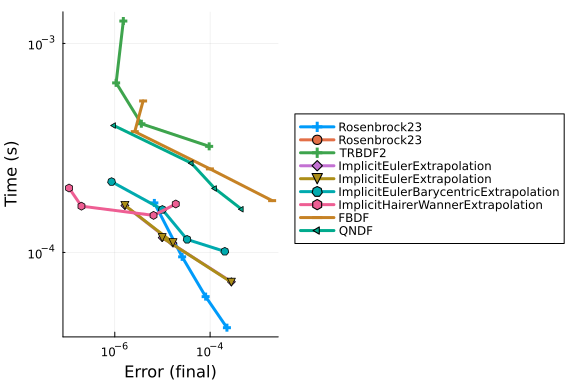 10⁻³
10⁻⁴
Time (s)
10⁻⁶
10⁻⁴
Error (final)
Rosenbrock23
Rosenbrock23
TRBDF2
ImplicitEulerExtrapolation
ImplicitEulerExtrapolation
ImplicitEulerBarycentricExtrapolation
ImplicitHairerWannerExtrapolation
FBDF
QNDF